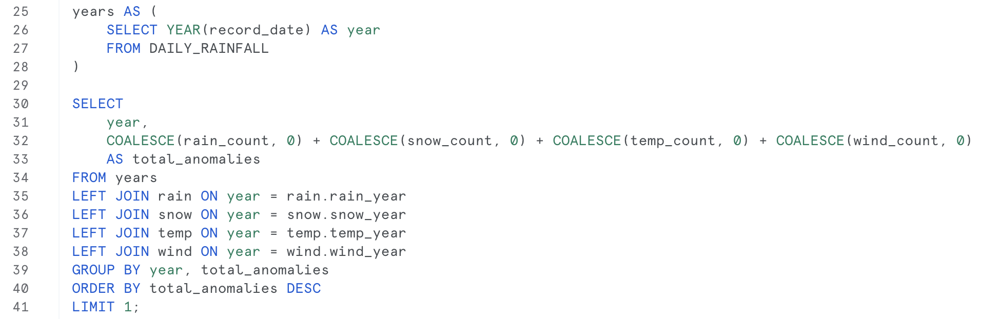 25 years AS (
26 SELECT YEAR(record_date) AS year
27 FROM DAILY_RAINFALL
28 )
29
30 SELECT
31 year,
32 COALESCE(rain_count, 0) + COALESCE(snow_count, 0) + COALESCE(temp_count, 0) + COALESCE(wind_count, 0)
33 AS total_anomalies
34 FROM years
35 LEFT JOIN rain ON year = rain.rain_year
36 LEFT JOIN snow ON year = snow.snow_year
37 LEFT JOIN temp ON year = temp.temp_year
38 LEFT JOIN wind ON year = wind.wind_year
39 GROUP BY year, total_anomalies
40 ORDER BY total_anomalies DESC
41 LIMIT 1;